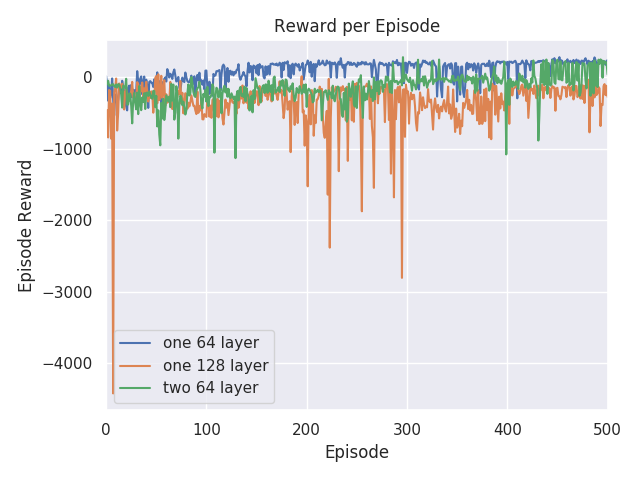 Reward per Episode
Episode Reward
0
−1000
−2000
−3000
−4000
one 64 layer
one 128 layer
two 64 layer
0 100 200 300 400 500
Episode